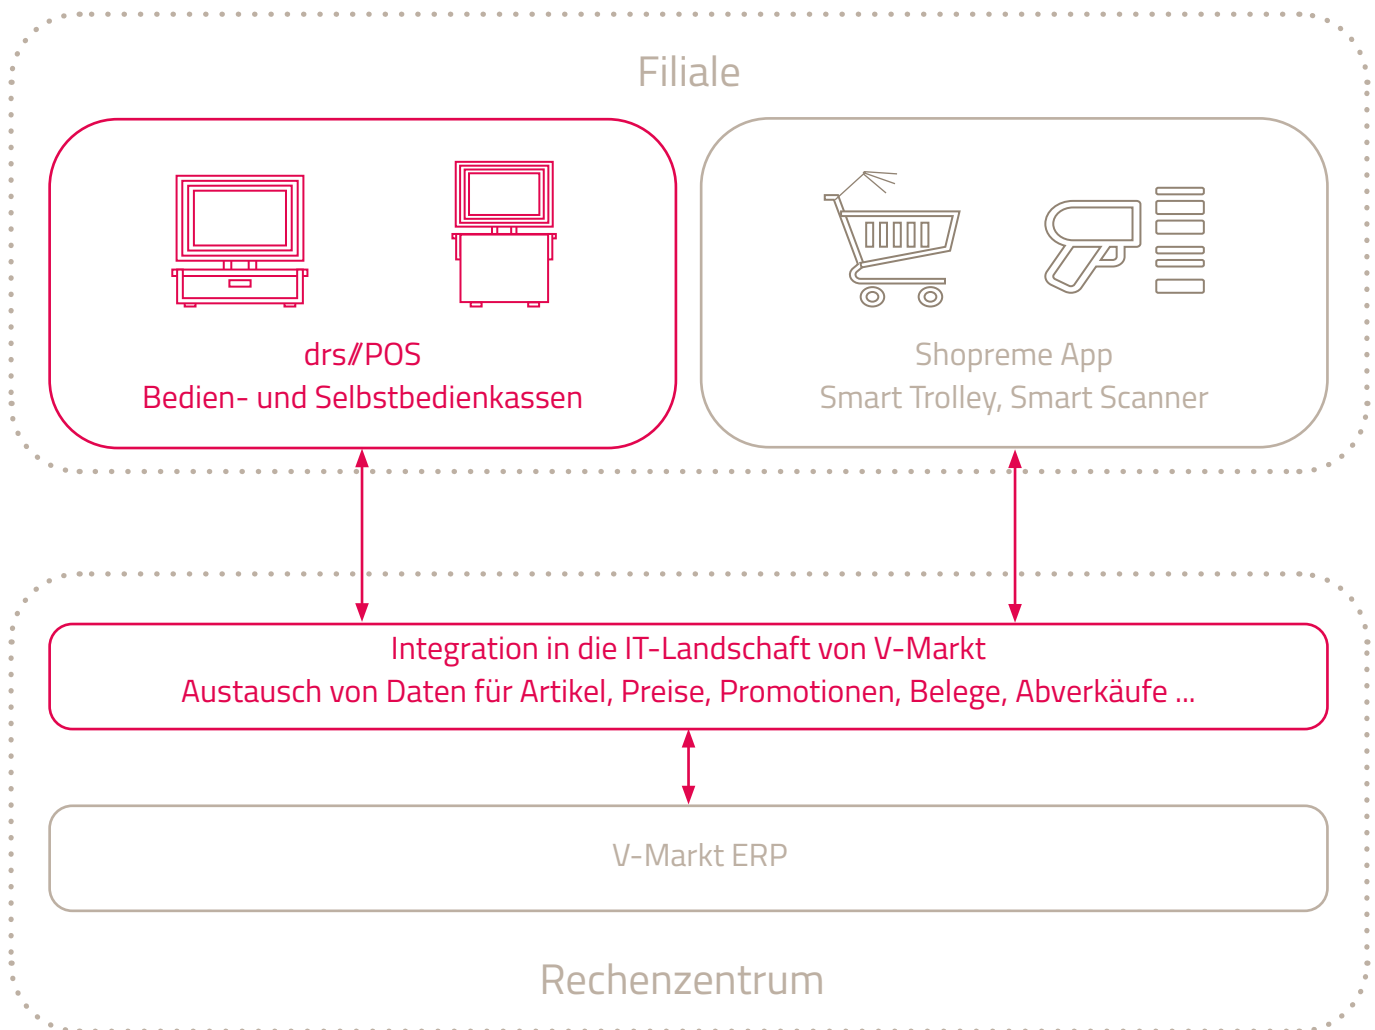 Filiale
drs//POS
Bedien- und Selbstbedienkassen
Shopreme App
Smart Trolley, Smart Scanner
Integration in die IT-Landschaft von V-Markt
Austausch von Daten für Artikel, Preise, Promotionen, Belege, Abverkäufe ...
V-Markt ERP
Rechenzentrum